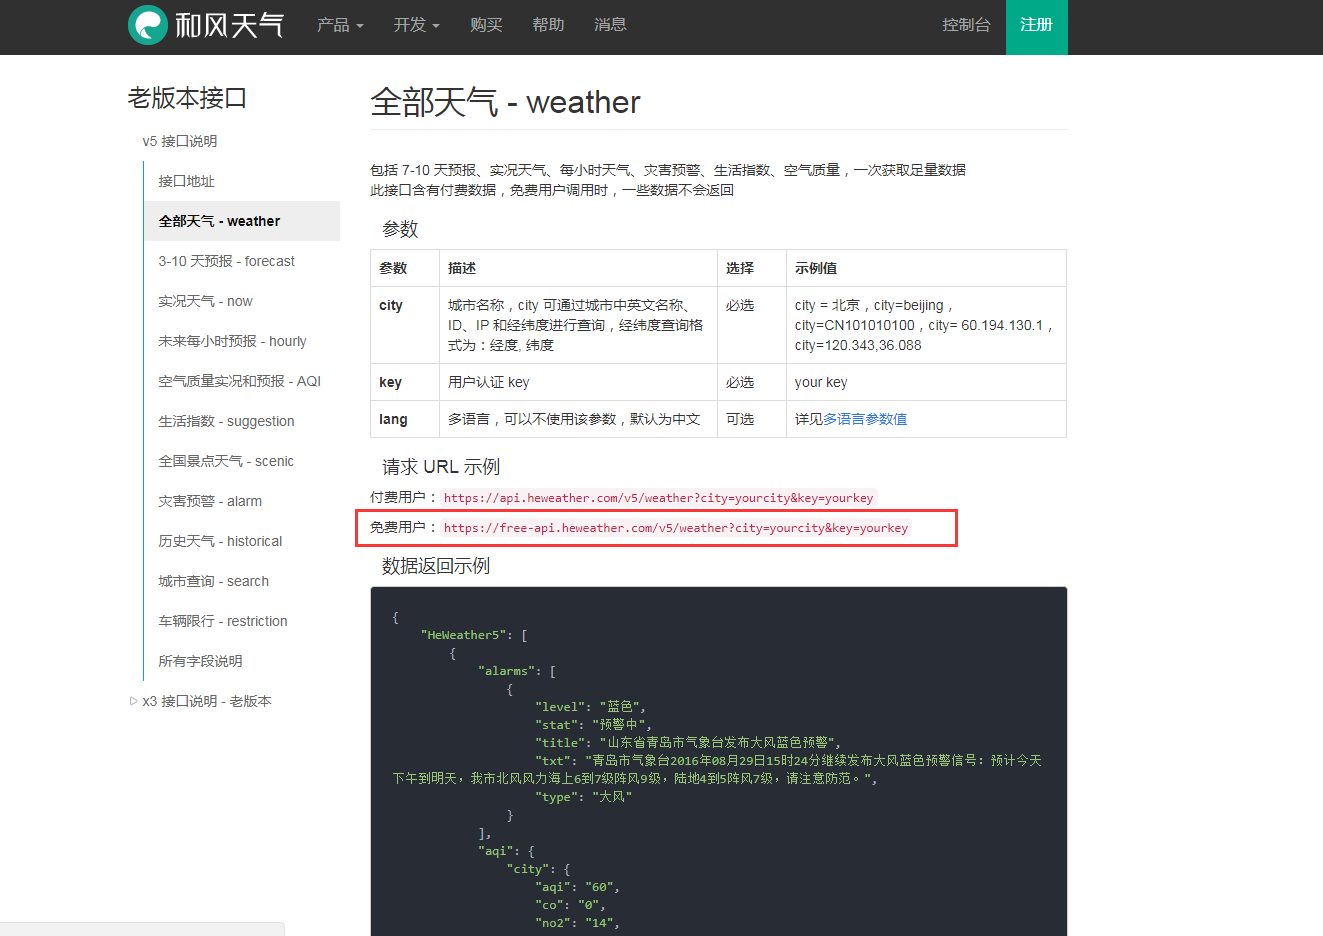 和风天气 产品 开发 购买 帮助 消息 控制台 注册
老版本接口
v5 接口说明
接口地址
全部天气 - weather
3-10 天预报 - forecast
实况天气 - now
未来每小时预报 - hourly
空气质量实况和预报 - AQI
生活指数 - suggestion
全国景点天气 - scenic
灾害预警 - alarm
历史天气 - historical
城市查询 - search
车辆限行 - restriction
所有字段说明
x3 接口说明 - 老版本
全部天气 - weather
包括 7-10 天预报、实况天气、每小时天气、灾害预警、生活指数、空气质量，一次获取足量数据
此接口含有付费数据，免费用户调用时，一些数据不会返回
参数
参数 描述 选择 示例值
city 城市名称，city 可通过城市中英文名称、 必选 city = 北京，city=beijing，
ID、IP 和经纬度进行查询，经纬度查询格 city=CN101010100，city= 60.194.130.1，
式为：经度, 纬度 city=120.343,36.088
key 用户认证 key 必选 your key
lang 多语言，可以不使用该参数，默认为中文 可选 详见多语言参数值
请求 URL 示例
付费用户： https://api.heweather.com/v5/weather?city=yourcity&key=yourkey
免费用户： https://free-api.heweather.com/v5/weather?city=yourcity&key=yourkey
数据返回示例
{
"HeWeather5": [
{
"alarms": [
{
"level": "蓝色",
"stat": "预警中",
"title": "山东省青岛市气象台发布大风蓝色预警",
"txt": "青岛市气象台2016年08月29日15时24分继续发布大风蓝色预警信号：预计今天
下午到明天，我市北风风力海上6到7级阵风9级，陆地4到5阵风7级，请注意防范。",
"type": "大风"
}
],
"aqi": {
"city": {
"aqi": "60",
"co": "0",
"no2": "14",